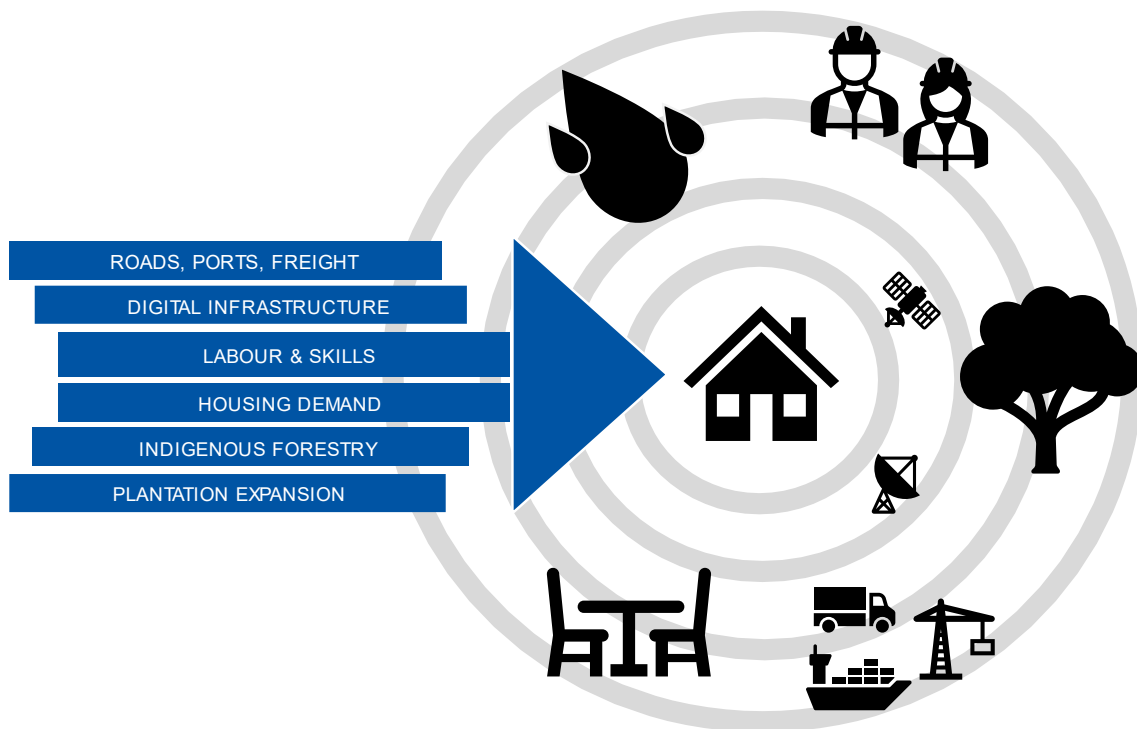 ROADS, PORTS, FREIGHT
DIGITAL INFRASTRUCTURE
LABOUR & SKILLS
HOUSING DEMAND
INDIGENOUS FORESTRY
PLANTATION EXPANSION